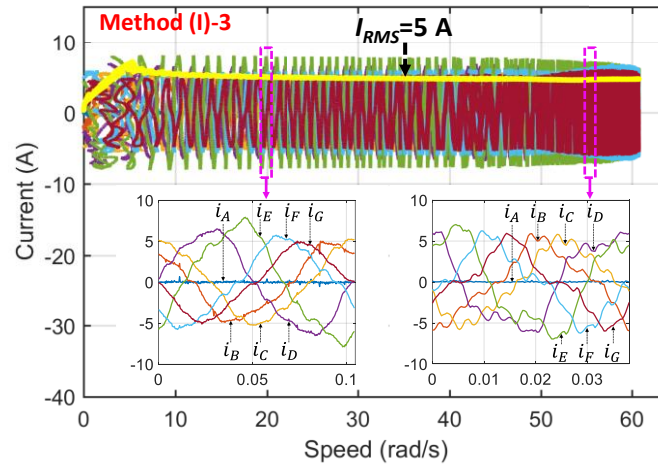 Method (I)-3
I_RMS=5 A
Current (A)
10
0
-10
-20
-30
-40
i_A i_E i_F i_G
10
5
0
-5
-10
i_B i_C i_D
0 0.05 0.1
i_A i_B i_C i_D
10
5
0
-5
-10
i_E i_F i_G
0 0.01 0.02 0.03
0 10 20 30 40 50 60
Speed (rad/s)